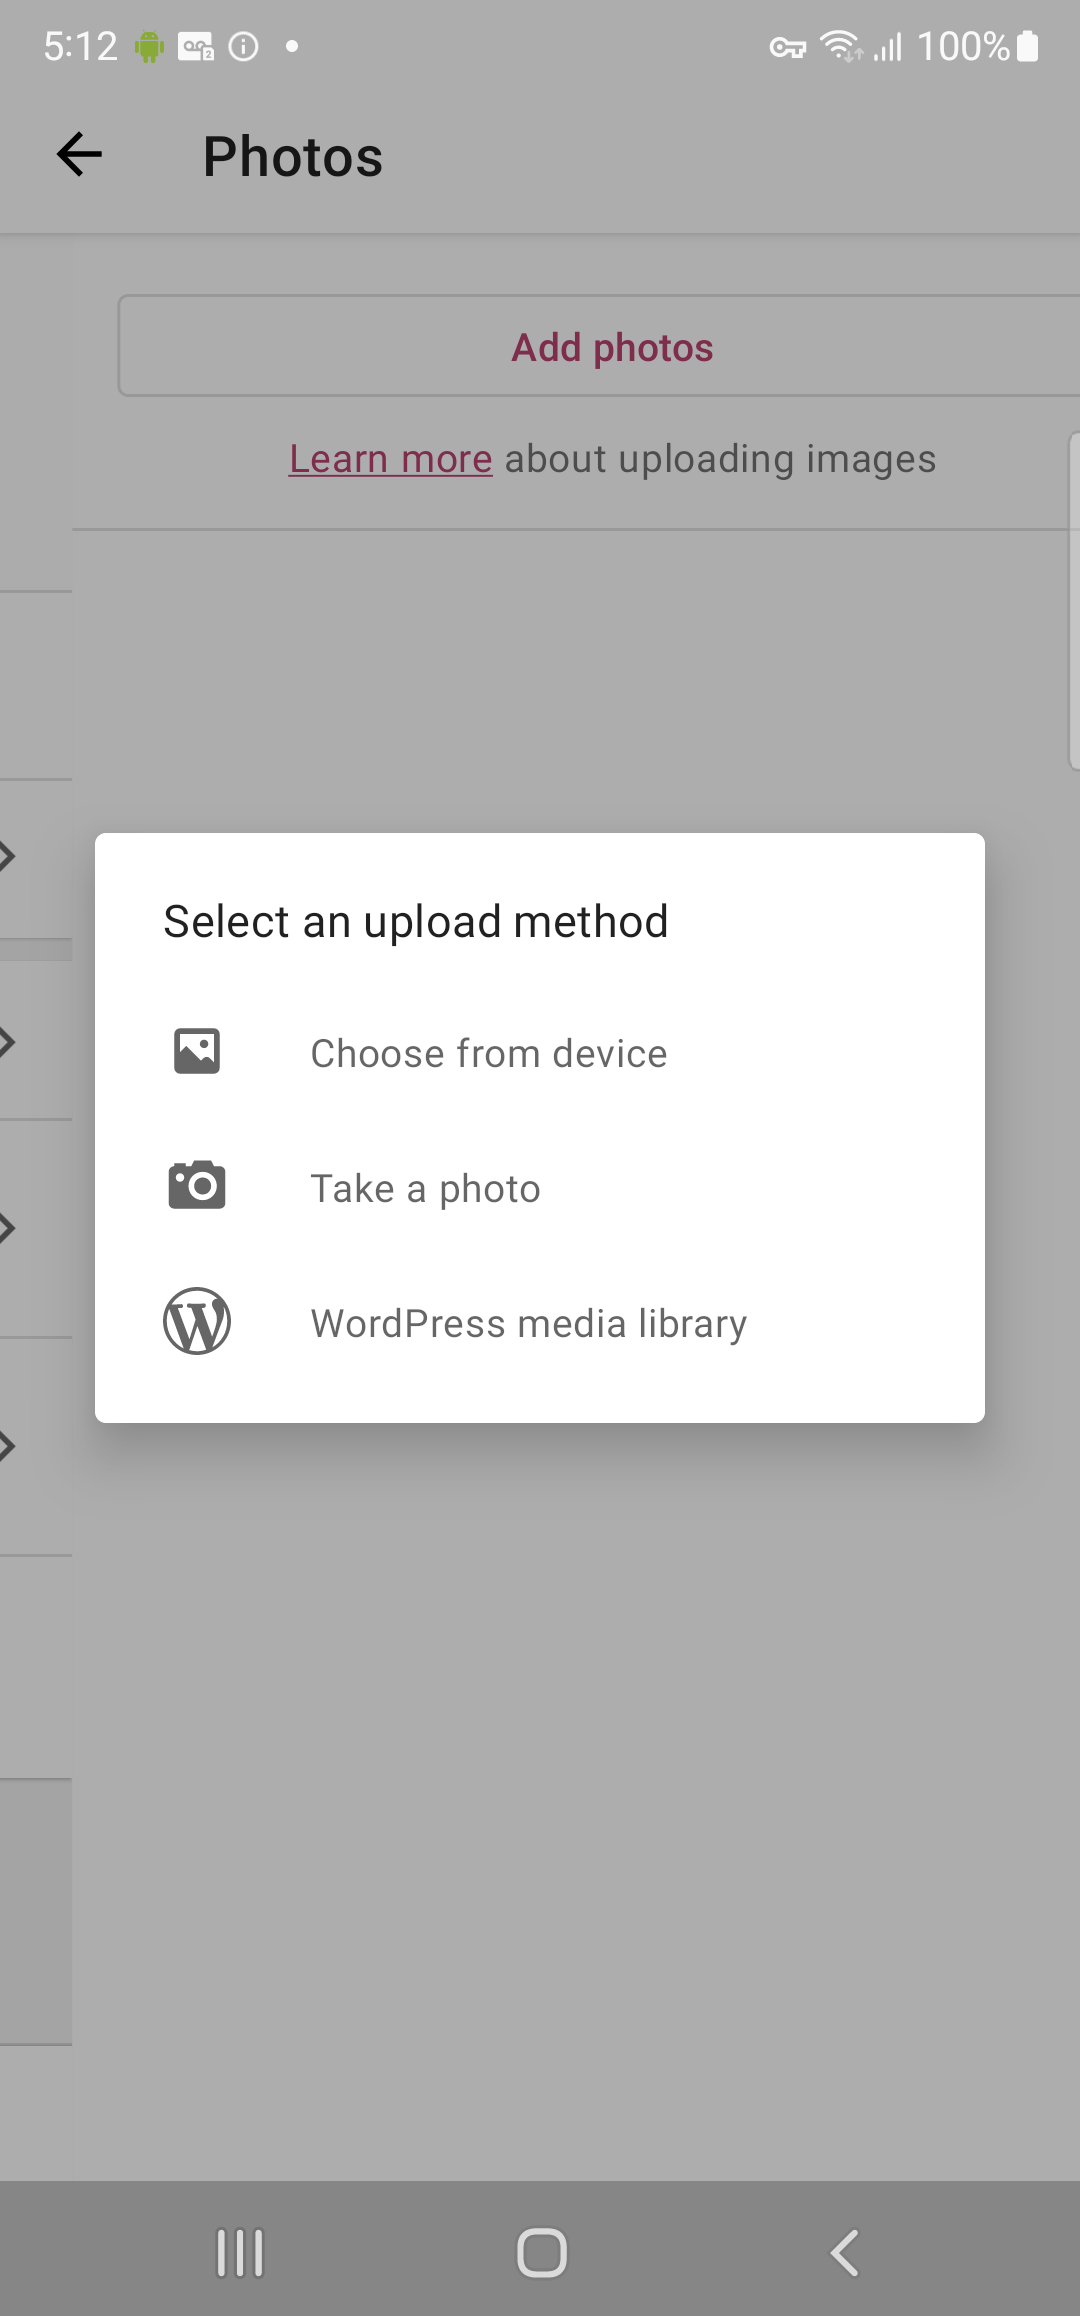 5:12
100%
Photos
Add photos
Learn more about uploading images
Select an upload method
Choose from device
Take a photo
WordPress media library